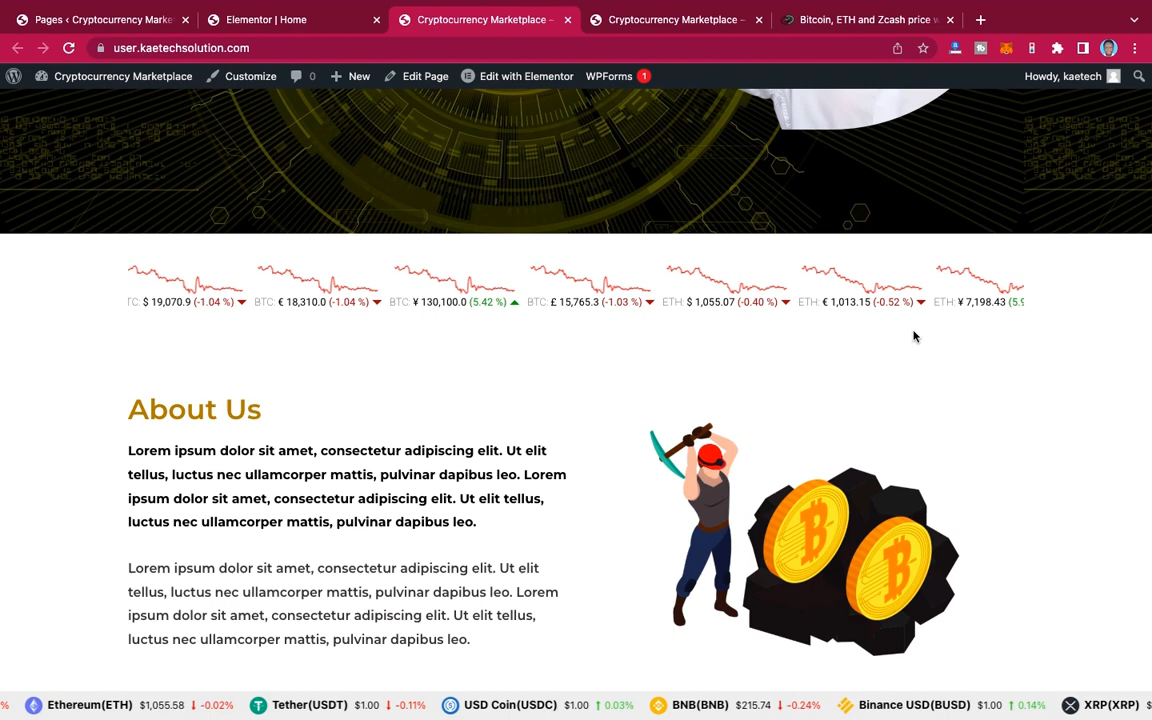 Pages ‹ Cryptocurrency Marke
Elementor | Home
Cryptocurrency Marketplace –
Cryptocurrency Marketplace –
Bitcoin, ETH and Zcash price w
user.kaetechsolution.com
Cryptocurrency Marketplace
Customize
0
New
Edit Page
Edit with Elementor
WPForms 1
Howdy, kaetech
TC: $ 19,070.9 (-1.04 %)
BTC: € 18,310.0 (-1.04 %)
BTC: ¥ 130,100.0 (5.42 %)
BTC: £ 15,765.3 (-1.03 %)
ETH: $ 1,055.07 (-0.40 %)
ETH: € 1,013.15 (-0.52 %)
ETH: ¥ 7,198.43 (5.9
About Us
Lorem ipsum dolor sit amet, consectetur adipiscing elit. Ut elit
tellus, luctus nec ullamcorper mattis, pulvinar dapibus leo. Lorem
ipsum dolor sit amet, consectetur adipiscing elit. Ut elit tellus,
luctus nec ullamcorper mattis, pulvinar dapibus leo.
Lorem ipsum dolor sit amet, consectetur adipiscing elit. Ut elit
tellus, luctus nec ullamcorper mattis, pulvinar dapibus leo. Lorem
ipsum dolor sit amet, consectetur adipiscing elit. Ut elit tellus,
luctus nec ullamcorper mattis, pulvinar dapibus leo.
%
Ethereum(ETH) $1,055.58 ↓ -0.02%
Tether(USDT) $1.00 ↓ -0.11%
USD Coin(USDC) $1.00 ↑ 0.03%
BNB(BNB) $215.74 ↓ -0.24%
Binance USD(BUSD) $1.00 ↑ 0.14%
XRP(XRP) $